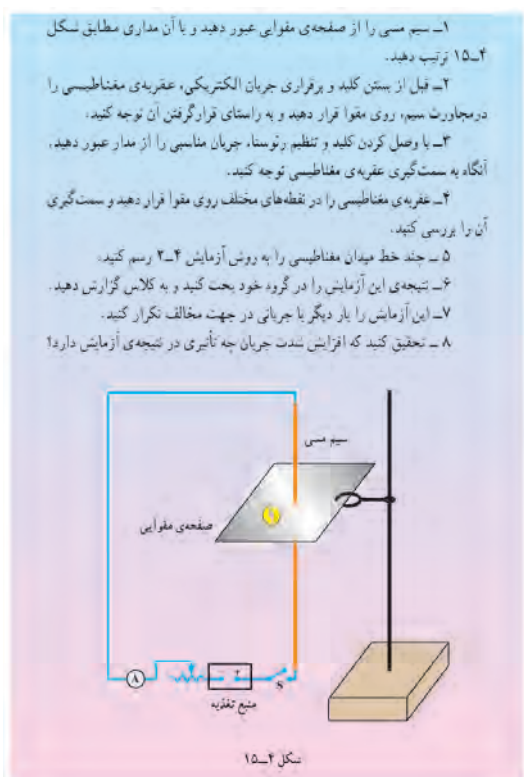 ۱ــ سیم مسی را از صفحه‌ی مقوایی عبور دهید و با آن مداری مطابق شکل
۴ــ۱۵ ترتیب دهید.
۲ــ قبل از بستن کلید و برقراری جریان الکتریکی، عقربه‌ی مغناطیسی را
درمجاورت سیم، روی مقوا قرار دهید و به راستای قرارگرفتن آن توجه کنید.
۳ــ با وصل کردن کلید و تنظیم رئوستا، جریان مناسبی را از مدار عبور دهید.
آنگاه به سمت‌گیری عقربه‌ی مغناطیسی توجه کنید.
۴ــ عقربه‌ی مغناطیسی را در نقطه‌های مختلف روی مقوا قرار دهید و سمت‌گیری
آن را بررسی کنید.
۵ ــ چند خط میدان مغناطیسی را به روش آزمایش ۴ــ۲ رسم کنید.
۶ــ نتیجه‌ی این آزمایش را در گروه خود بحث کنید و به کلاس گزارش دهید.
۷ــ این آزمایش را بار دیگر با جریانی در جهت مخالف تکرار کنید.
۸ ــ تحقیق کنید که افزایش شدت جریان چه تأثیری در نتیجه‌ی آزمایش دارد؟
سیم مسی
صفحه‌ی مقوایی
A
S
منبع تغذیه
شکل ۴ــ۱۵